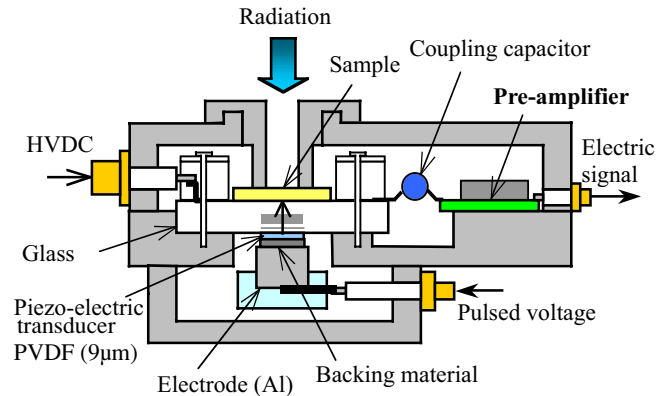 Radiation
Coupling capacitor
Sample
Pre-amplifier
HVDC
Electric
signal
Glass
Piezo-electric
transducer
PVDF (9μm)
Pulsed voltage
Backing material
Electrode (Al)